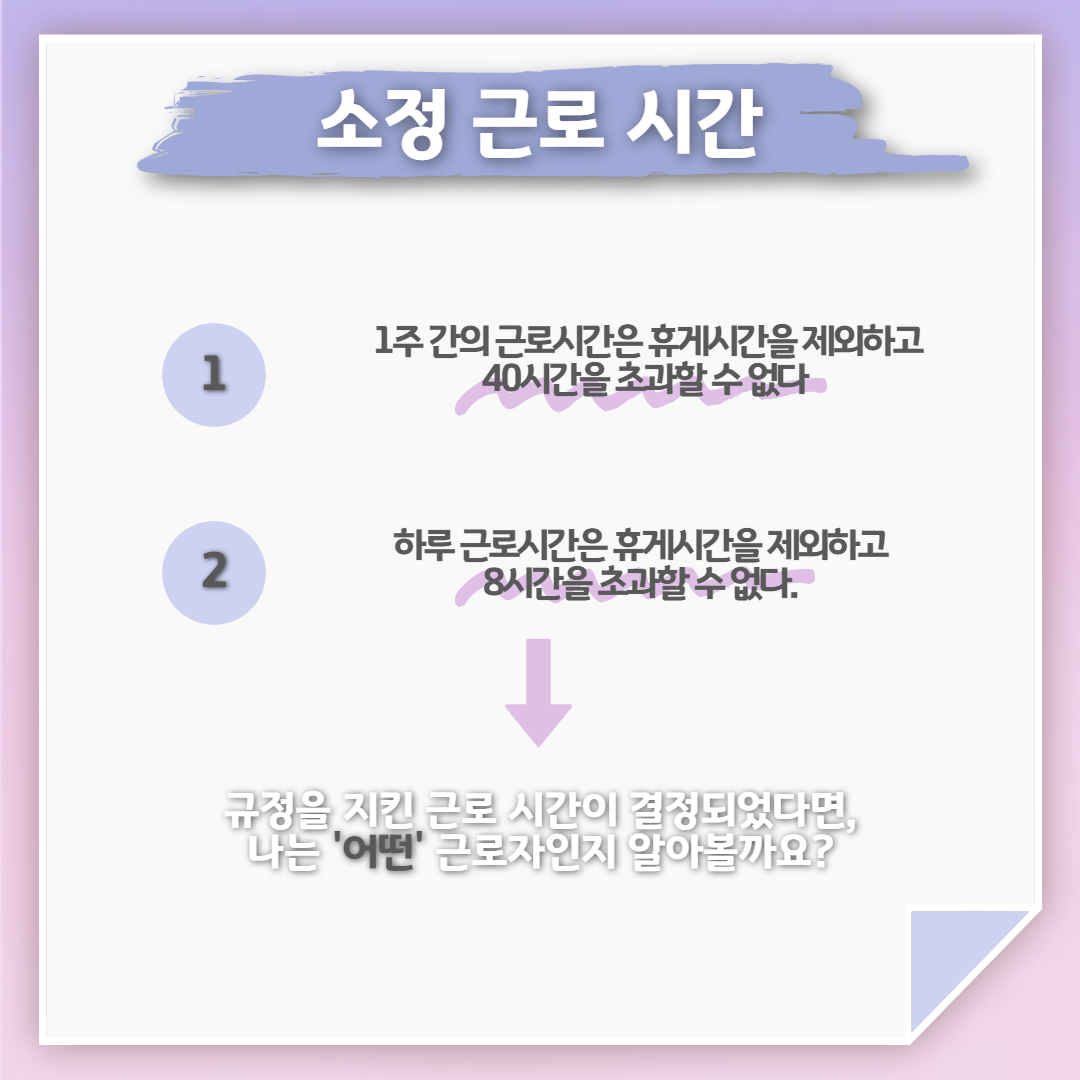 소정 근로 시간
1
1주 간의 근로시간은 휴게시간을 제외하고
40시간을 초과할 수 없다
2
하루 근로시간은 휴게시간을 제외하고
8시간을 초과할 수 없다.
규정을 지킨 근로 시간이 결정되었다면,
나는 '어떤' 근로자인지 알아볼까요?